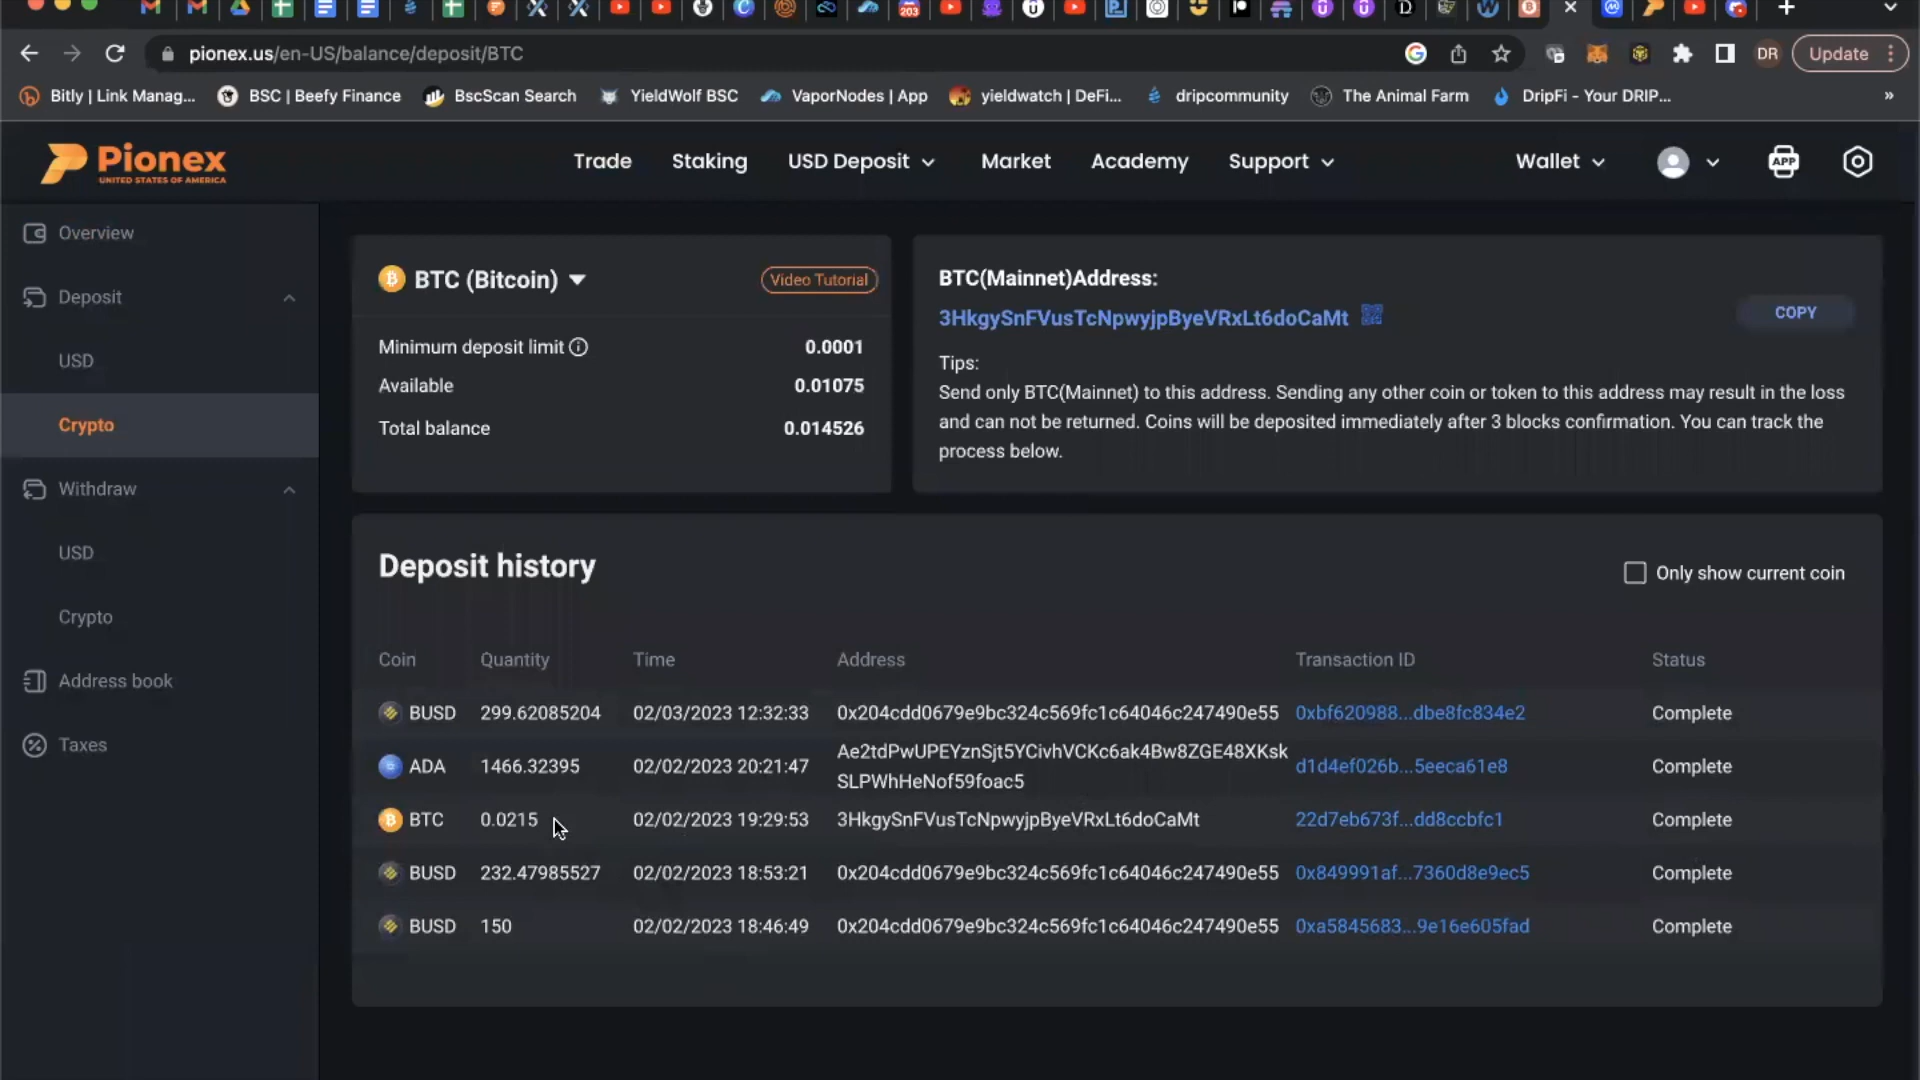 203
pionex.us/en-US/balance/deposit/BTC
DR
Update
Bitly | Link Manag...
BSC | Beefy Finance
BscScan Search
YieldWolf BSC
VaporNodes | App
yieldwatch | DeFi...
dripcommunity
The Animal Farm
DripFi - Your DRIP...
»
Pionex
UNITED STATES OF AMERICA
Trade
Staking
USD Deposit
Market
Academy
Support
Wallet
APP
Overview
Deposit
USD
Crypto
Withdraw
USD
Crypto
Address book
Taxes
BTC (Bitcoin)
Video Tutorial
Minimum deposit limit 0.0001
Available 0.01075
Total balance 0.014526
BTC(Mainnet)Address:
3HkgySnFVusTcNpwyjpByeVRxLt6doCaMt
COPY
Tips:
Send only BTC(Mainnet) to this address. Sending any other coin or token to this address may result in the loss
and can not be returned. Coins will be deposited immediately after 3 blocks confirmation. You can track the
process below.
Deposit history
Only show current coin
Coin Quantity Time Address Transaction ID Status
BUSD 299.62085204 02/03/2023 12:32:33 0x204cdd0679e9bc324c569fc1c64046c247490e55 0xbf620988...dbe8fc834e2 Complete
ADA 1466.32395 02/02/2023 20:21:47 Ae2tdPwUPEYznSjt5YCivhVCKc6ak4Bw8ZGE48XKsk d1d4ef026b...5eeca61e8 Complete
SLPWhHeNof59foac5
BTC 0.0215 02/02/2023 19:29:53 3HkgySnFVusTcNpwyjpByeVRxLt6doCaMt 22d7eb673f...dd8ccbfc1 Complete
BUSD 232.47985527 02/02/2023 18:53:21 0x204cdd0679e9bc324c569fc1c64046c247490e55 0x849991af...7360d8e9ec5 Complete
BUSD 150 02/02/2023 18:46:49 0x204cdd0679e9bc324c569fc1c64046c247490e55 0xa5845683...9e16e605fad Complete